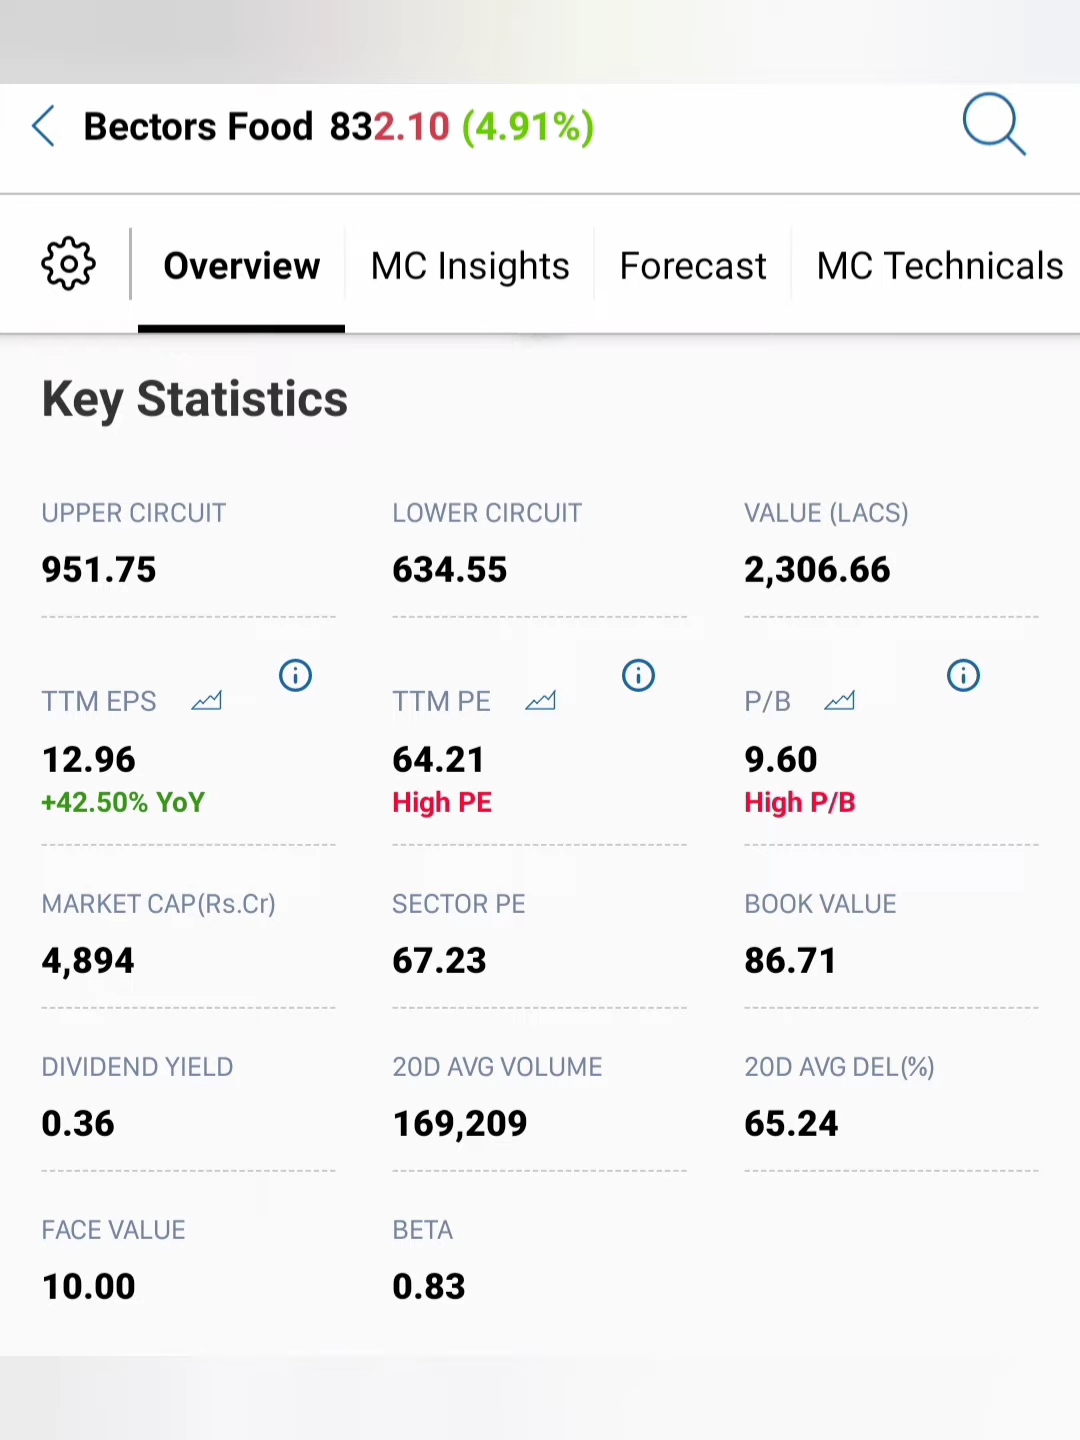 Bectors Food 832.10 (4.91%)
Overview MC Insights Forecast MC Technicals
Key Statistics
UPPER CIRCUIT LOWER CIRCUIT VALUE (LACS)
951.75 634.55 2,306.66
TTM EPS TTM PE P/B
12.96 64.21 9.60
+42.50% YoY High PE High P/B
MARKET CAP(Rs.Cr) SECTOR PE BOOK VALUE
4,894 67.23 86.71
DIVIDEND YIELD 20D AVG VOLUME 20D AVG DEL(%)
0.36 169,209 65.24
FACE VALUE BETA
10.00 0.83